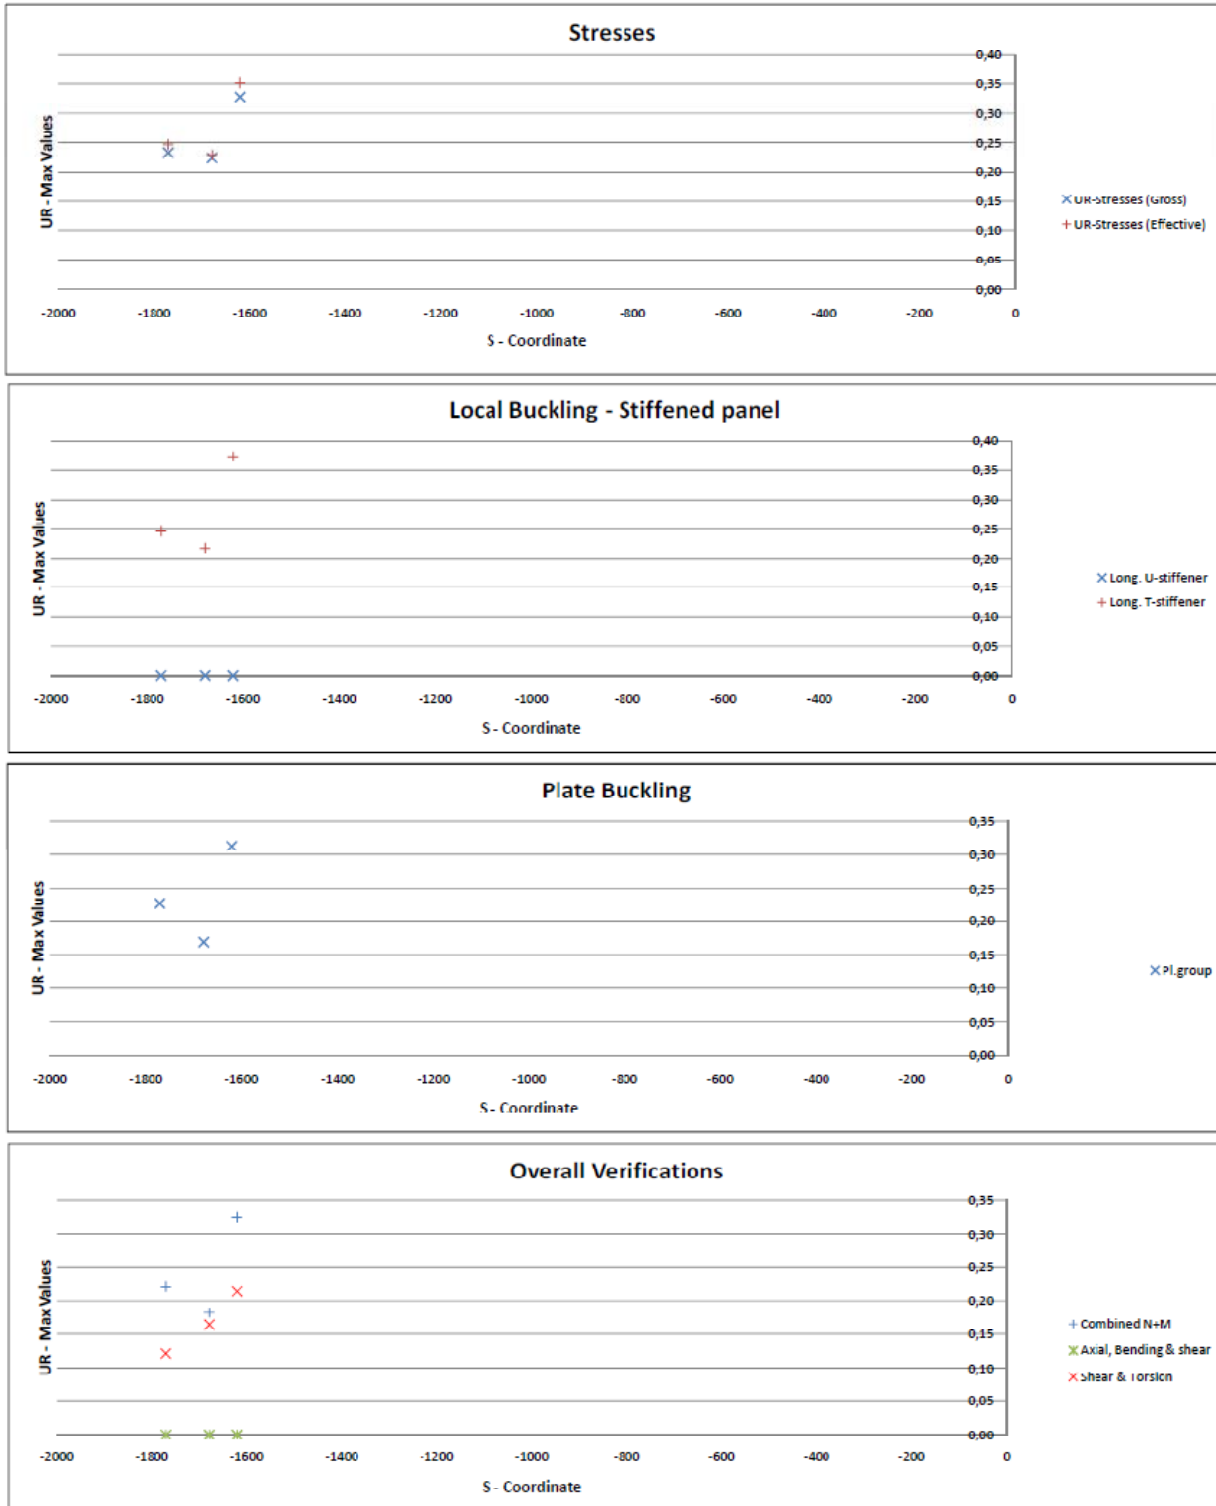 Stresses
UR - Max Values
0,40
0,35
0,30
0,25
0,20
0,15
0,10
0,05
0,00
-2000 -1800 -1600 -1400 -1200 -1000 -800 -600 -400 -200 0
S - Coordinate
UR-Stresses (Gross)
UR-Stresses (Effective)
Local Buckling - Stiffened panel
UR - Max Values
0,40
0,35
0,30
0,25
0,20
0,15
0,10
0,05
0,00
-2000 -1800 -1600 -1400 -1200 -1000 -800 -600 -400 -200 0
S - Coordinate
Long. U-stiffener
Long. T-stiffener
Plate Buckling
UR - Max Values
0,35
0,30
0,25
0,20
0,15
0,10
0,05
0,00
-2000 -1800 -1600 -1400 -1200 -1000 -800 -600 -400 -200 0
S - Coordinate
Pl.group
Overall Verifications
UR - Max Values
0,35
0,30
0,25
0,20
0,15
0,10
0,05
0,00
-2000 -1800 -1600 -1400 -1200 -1000 -800 -600 -400 -200 0
S - Coordinate
Combined N+M
Axial, Bending & shear
Shear & Torsion